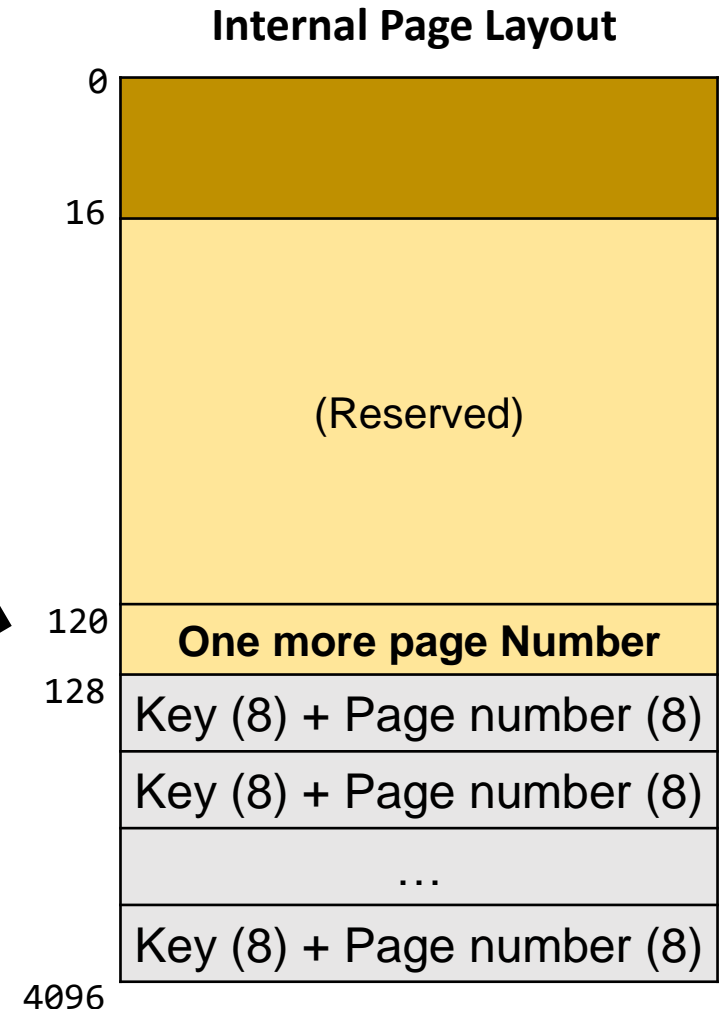 Internal Page Layout
0
16
(Reserved)
120
One more page Number
128
Key (8) + Page number (8)
Key (8) + Page number (8)
…
Key (8) + Page number (8)
4096